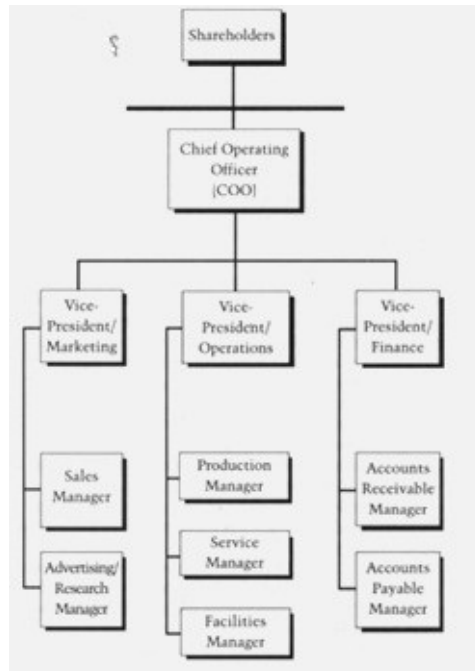 Shareholders
Chief Operating
Officer
[COO]
Vice-
President/
Marketing
Vice-
President/
Operations
Vice-
President/
Finance
Sales
Manager
Advertising/
Research
Manager
Production
Manager
Service
Manager
Facilities
Manager
Accounts
Receivable
Manager
Accounts
Payable
Manager